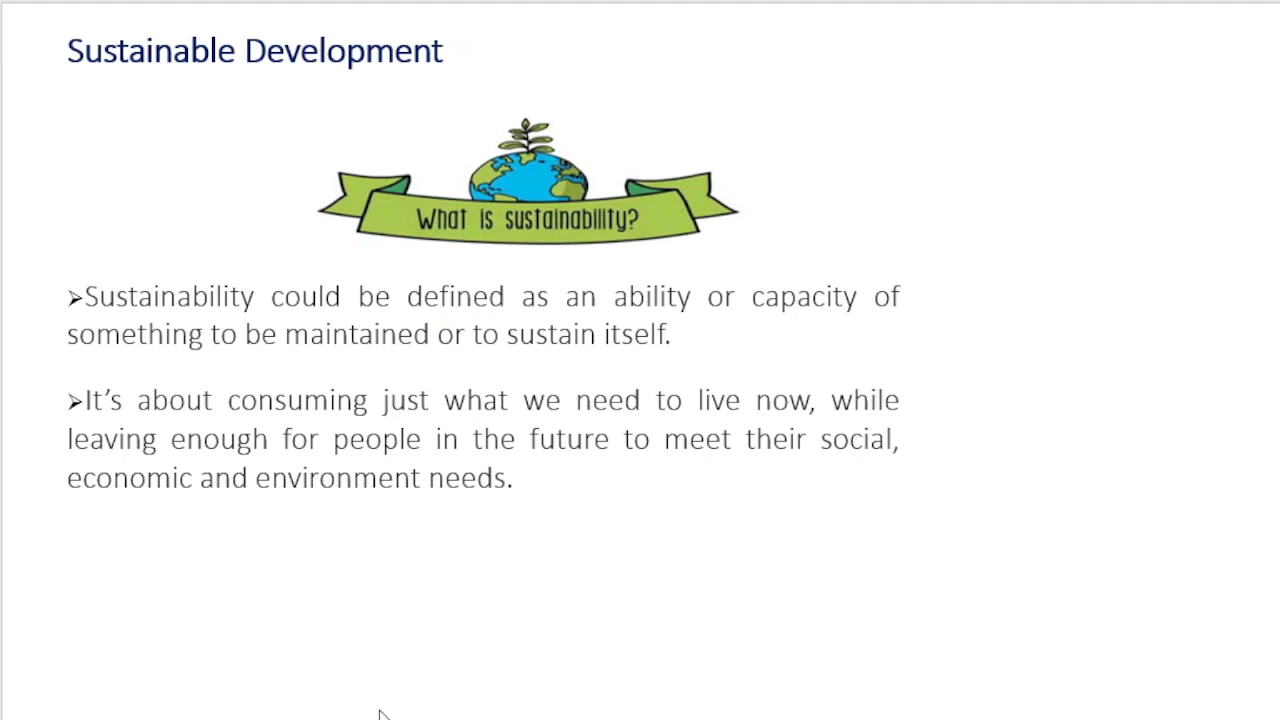 Sustainable Development
What is sustainability?
➢Sustainability could be defined as an ability or capacity of
something to be maintained or to sustain itself.
➢It’s about consuming just what we need to live now, while
leaving enough for people in the future to meet their social,
economic and environment needs.